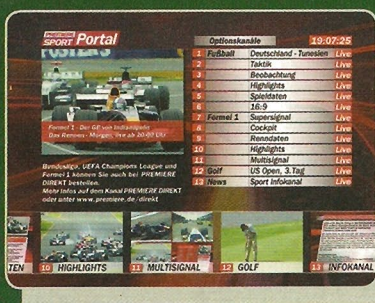 PREMIERE
SPORT Portal
Optionskanäle 19:07:25
1 Fußball Deutschland - Tunesien Live
2 Taktik Live
3 Beobachtung Live
4 Highlights Live
5 Spieldaten Live
6 16:9 Live
7 Formel 1 Supersignal Live
8 Cockpit Live
9 Renndaten Live
10 Highlights Live
11 Multisignal Live
12 Golf US Open, 3.Tag Live
13 News Sport Infokanal Live
Formel 1 - Der GP von Indianapolis
Das Rennen - Morgen, live ab 20:00 Uhr
Bundesliga, UEFA Champions League und
Formel 1 können Sie auch bei PREMIERE
DIREKT bestellen.
Mehr Infos auf dem Kanal PREMIERE DIREKT
oder unter www.premiere.de/direkt
TEN
10 HIGHLIGHTS
11 MULTISIGNAL
12 GOLF
13 INFOKANAL